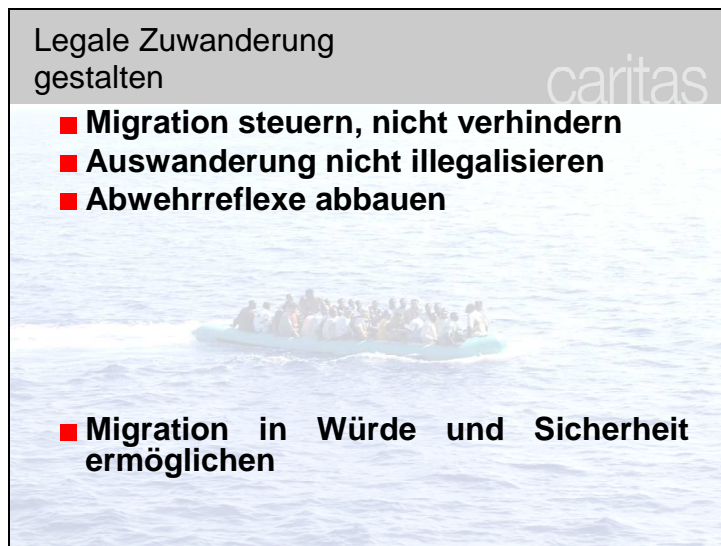 Legale Zuwanderung
gestalten
caritas
Migration steuern, nicht verhindern
Auswanderung nicht illegalisieren
Abwehrreflexe abbauen
Migration in Würde und Sicherheit
ermöglichen